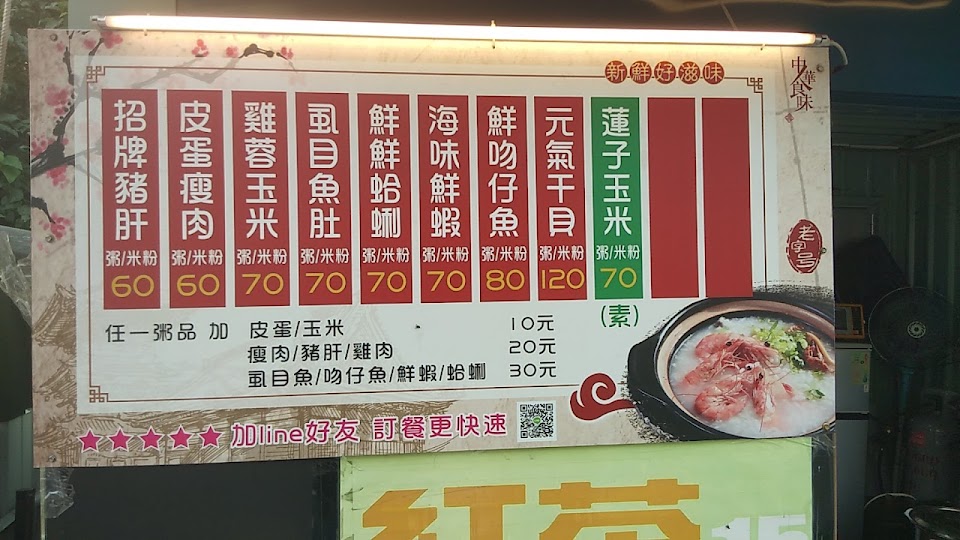 新鮮好滋味
中華食味
老字号
招牌豬肝 粥/米粉 60
皮蛋瘦肉 粥/米粉 60
雞蓉玉米 粥/米粉 70
虱目魚肚 粥/米粉 70
鮮鮮蛤蜊 粥/米粉 70
海味鮮蝦 粥/米粉 70
鮮吻仔魚 粥/米粉 80
元氣干貝 粥/米粉 120
蓮子玉米 粥/米粉 70
(素)
任一粥品 加 皮蛋/玉米 10元
瘦肉/豬肝/雞肉 20元
虱目魚/吻仔魚/鮮蝦/蛤蜊 30元
加line好友 訂餐更快速
紅茶 15